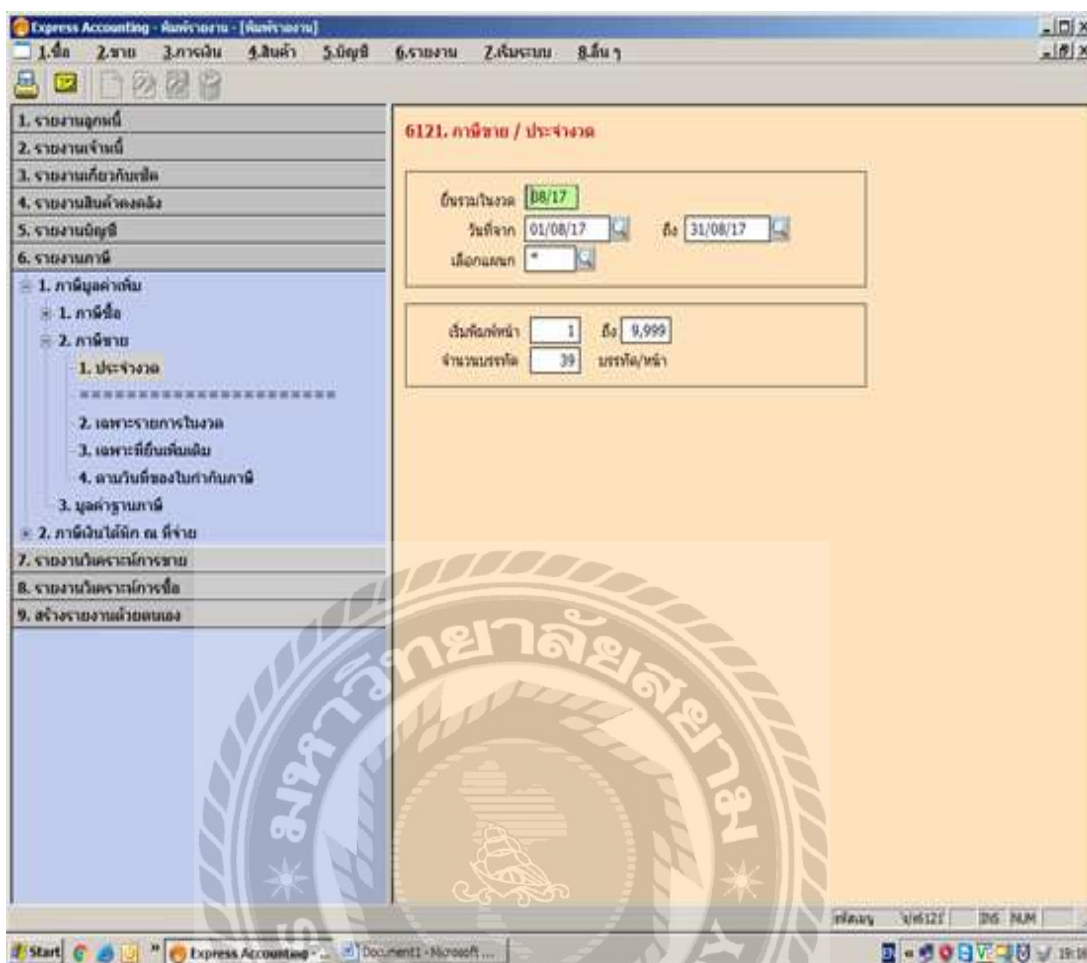 Express Accounting - พิมพ์รายงาน - [พิมพ์รายงาน]
1.ซื้อ 2.ขาย 3.การเงิน 4.สินค้า 5.บัญชี 6.รายงาน 7.เริ่มระบบ 8.อื่น ๆ
1. รายงานลูกหนี้
2. รายงานเจ้าหนี้
3. รายงานเกี่ยวกับเช็ค
4. รายงานสินค้าคงคลัง
5. รายงานบัญชี
6. รายงานภาษี
1. ภาษีมูลค่าเพิ่ม
1. ภาษีซื้อ
2. ภาษีขาย
1. ประจำงวด
=======================
2. เฉพาะรายการในงวด
3. เฉพาะที่ยื่นเพิ่มเติม
4. ตามวันที่ของใบกำกับภาษี
3. มูลค่าฐานภาษี
2. ภาษีเงินได้หัก ณ ที่จ่าย
7. รายงานวิเคราะห์การขาย
8. รายงานวิเคราะห์การซื้อ
9. สร้างรายงานด้วยตนเอง
6121. ภาษีขาย / ประจำงวด
ยื่นรวมในงวด 08/17
วันที่จาก 01/08/17 ถึง 31/08/17
เลือกแผนก *
เริ่มพิมพ์หน้า 1 ถึง 9,999
จำนวนบรรทัด 39 บรรทัด/หน้า
มหาวิทยาลัยสยาม
รหัสเมนู INS NUM
Start Express Accounting - ... Document1 - Microsoft ... EN